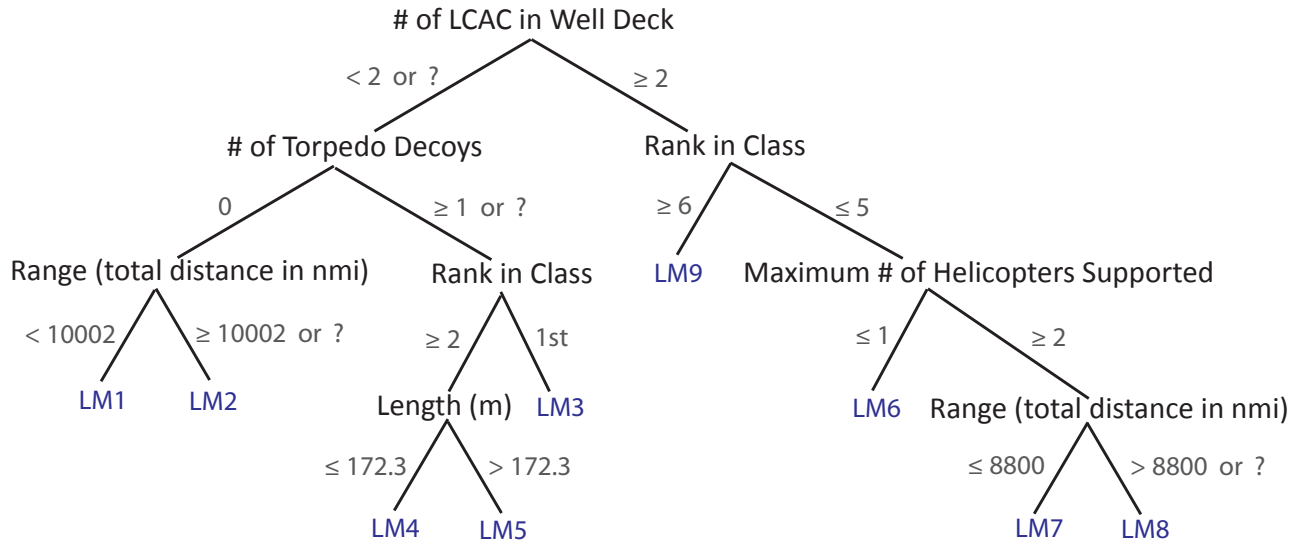 # of LCAC in Well Deck
< 2 or ?
≥ 2
# of Torpedo Decoys
Rank in Class
0
≥ 1 or ?
≥ 6
≤ 5
Range (total distance in nmi)
Rank in Class
LM9
Maximum # of Helicopters Supported
< 10002
≥ 10002 or ?
≥ 2
1st
≤ 1
≥ 2
LM1
LM2
Length (m)
LM3
LM6
Range (total distance in nmi)
≤ 172.3
> 172.3
≤ 8800
> 8800 or ?
LM4
LM5
LM7
LM8